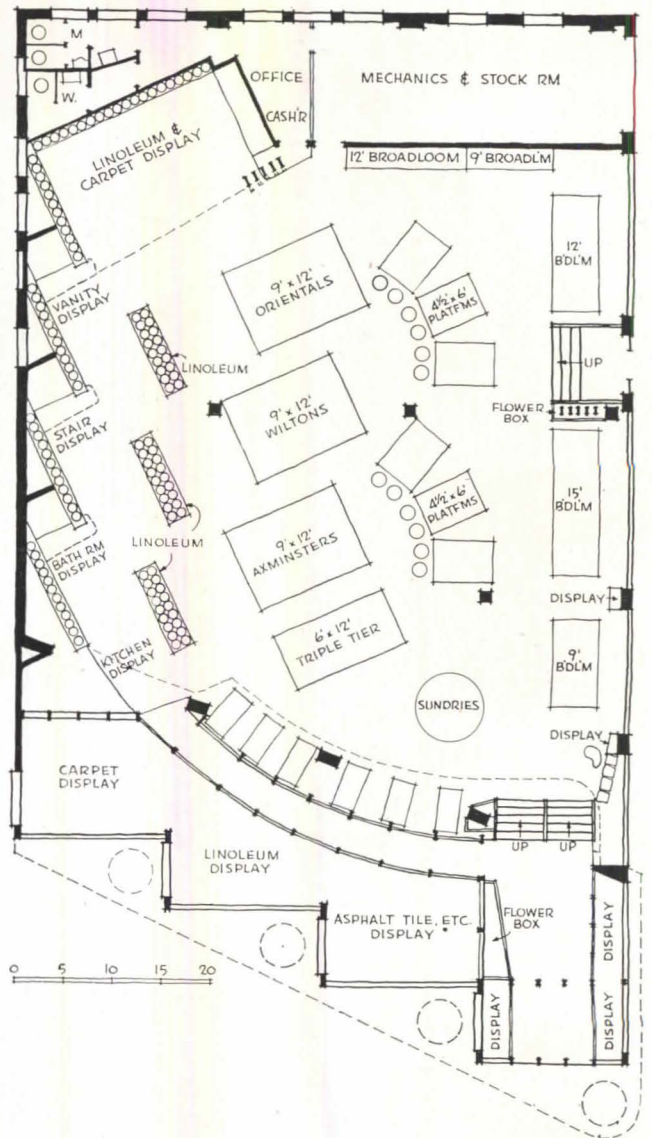 M
W.
OFFICE
CASH'R
MECHANICS & STOCK RM
LINOLEUM &
CARPET DISPLAY
12' BROADLOOM
9' BROADL'M
12'
B'DL'M
VANITY
DISPLAY
9' x 12'
ORIENTALS
4½' x 6'
PLATFMS
LINOLEUM
UP
FLOWER
BOX
STAIR
DISPLAY
9' x 12'
WILTONS
15'
B'DL'M
4½' x 6'
PLATFMS
LINOLEUM
BATH RM
DISPLAY
9' x 12'
AXMINSTERS
DISPLAY
6' x 12'
TRIPLE TIER
9'
B'DL'M
KITCHEN
DISPLAY
SUNDRIES
DISPLAY
CARPET
DISPLAY
UP
UP
LINOLEUM
DISPLAY
ASPHALT TILE, ETC.
DISPLAY
FLOWER
BOX
DISPLAY
DISPLAY
DISPLAY
0 5 10 15 20